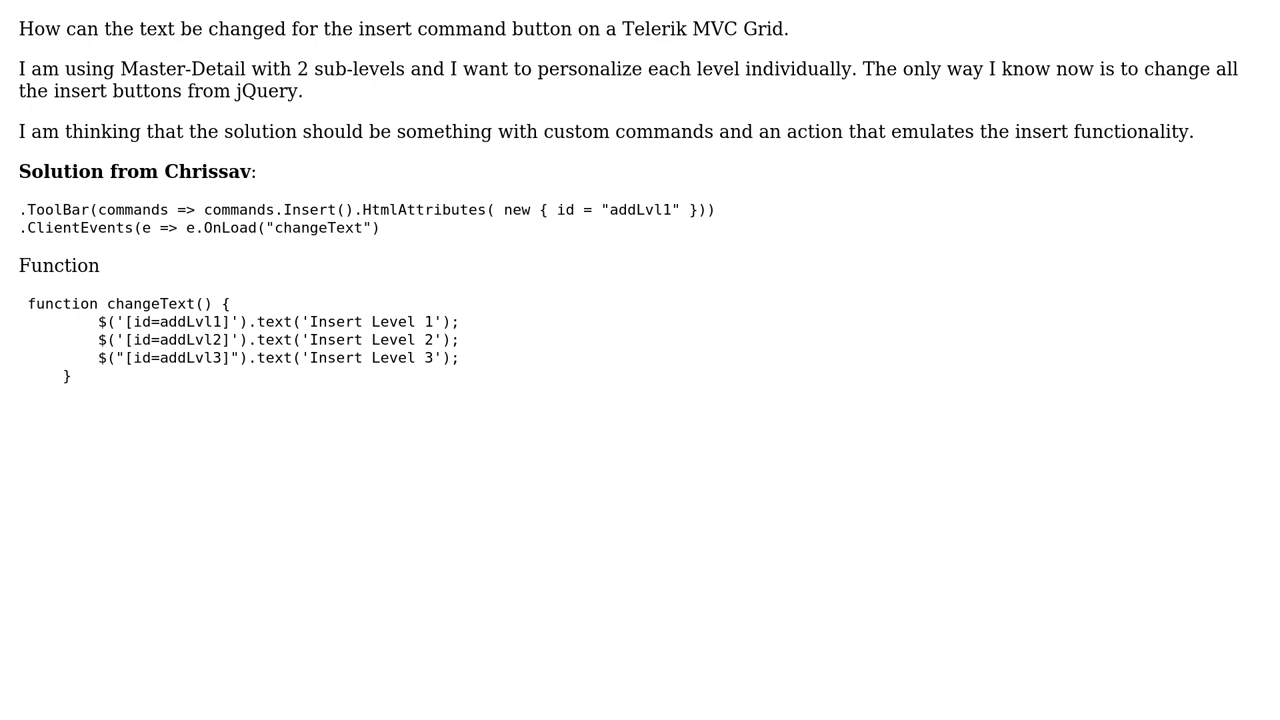 How can the text be changed for the insert command button on a Telerik MVC Grid.
I am using Master-Detail with 2 sub-levels and I want to personalize each level individually. The only way I know now is to change all
the insert buttons from jQuery.
I am thinking that the solution should be something with custom commands and an action that emulates the insert functionality.
Solution from Chrissav:
.ToolBar(commands => commands.Insert().HtmlAttributes( new { id = "addLvl1" }))
.ClientEvents(e => e.OnLoad("changeText")
Function
function changeText() {
$('[id=addLvl1]').text('Insert Level 1');
$('[id=addLvl2]').text('Insert Level 2');
$("[id=addLvl3]").text('Insert Level 3');
}